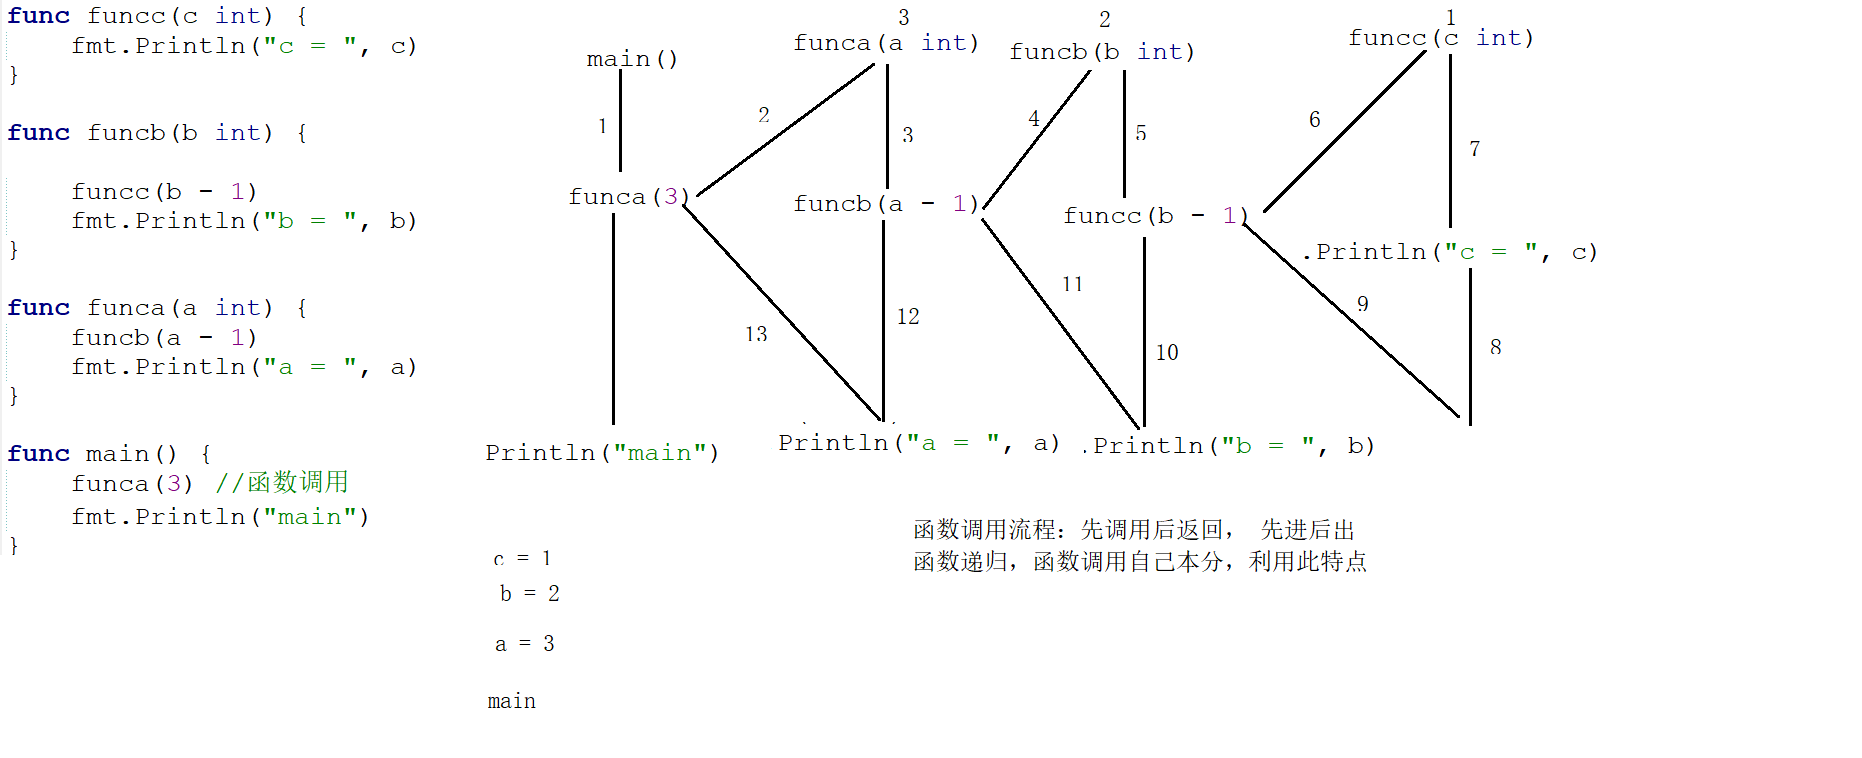 func funcc(c int) {
fmt.Println("c = ", c)
}
func funcb(b int) {
funcc(b - 1)
fmt.Println("b = ", b)
}
func funca(a int) {
funcb(a - 1)
fmt.Println("a = ", a)
}
func main() {
funca(3) //函数调用
fmt.Println("main")
}
main()
1
funca(3)
Println("main")
2
13
3
funca(a int)
3
funcb(a - 1)
12
Println("a = ", a)
4
11
2
funcb(b int)
5
funcc(b - 1)
10
.Println("b = ", b)
6
9
1
funcc(c int)
7
.Println("c = ", c)
8
c = 1
b = 2
a = 3
main
函数调用流程：先调用后返回， 先进后出
函数递归，函数调用自己本分，利用此特点